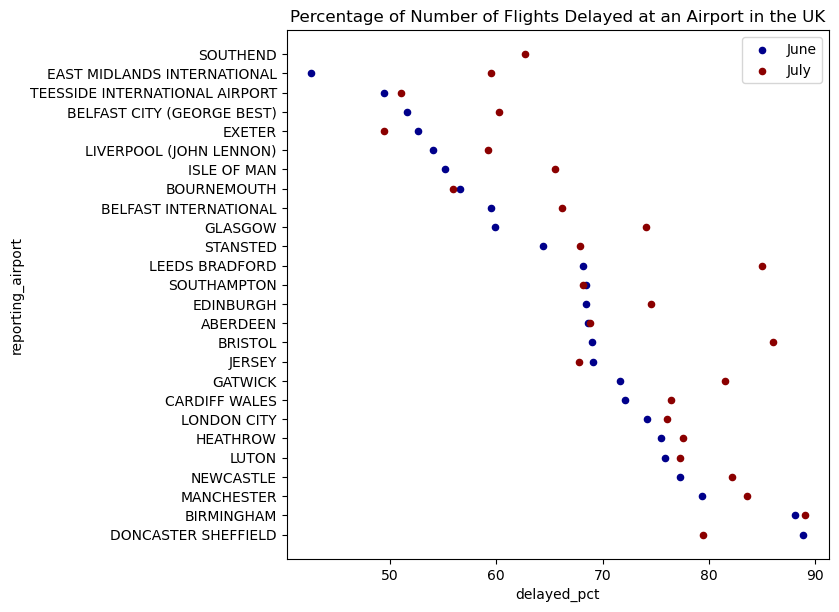 Percentage of Number of Flights Delayed at an Airport in the UK
June
July
reporting_airport
SOUTHEND
EAST MIDLANDS INTERNATIONAL
TEESSIDE INTERNATIONAL AIRPORT
BELFAST CITY (GEORGE BEST)
EXETER
LIVERPOOL (JOHN LENNON)
ISLE OF MAN
BOURNEMOUTH
BELFAST INTERNATIONAL
GLASGOW
STANSTED
LEEDS BRADFORD
SOUTHAMPTON
EDINBURGH
ABERDEEN
BRISTOL
JERSEY
GATWICK
CARDIFF WALES
LONDON CITY
HEATHROW
LUTON
NEWCASTLE
MANCHESTER
BIRMINGHAM
DONCASTER SHEFFIELD
50 60 70 80 90
delayed_pct